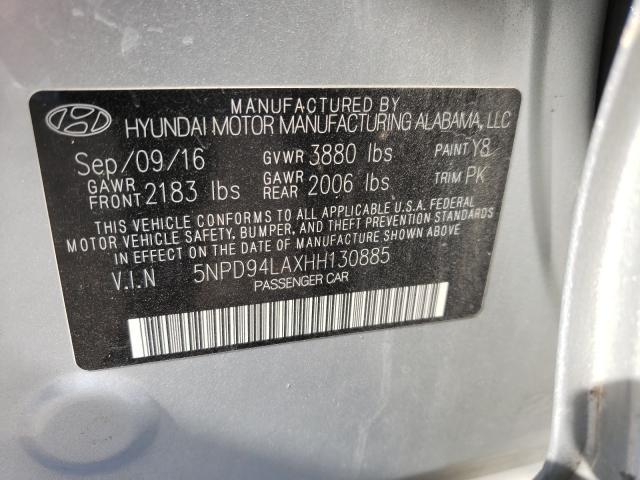 MANUFACTURED BY
HYUNDAI MOTOR MANUFACTURING ALABAMA, LLC
Sep/09/16 GVWR 3880 lbs PAINT Y8
GAWR FRONT 2183 lbs GAWR REAR 2006 lbs TRIM PK
THIS VEHICLE CONFORMS TO ALL APPLICABLE U.S.A. FEDERAL
MOTOR VEHICLE SAFETY, BUMPER, AND THEFT PREVENTION STANDARDS
IN EFFECT ON THE DATE OF MANUFACTURE SHOWN ABOVE.
V.I.N 5NPD94LAXHH130885
PASSENGER CAR